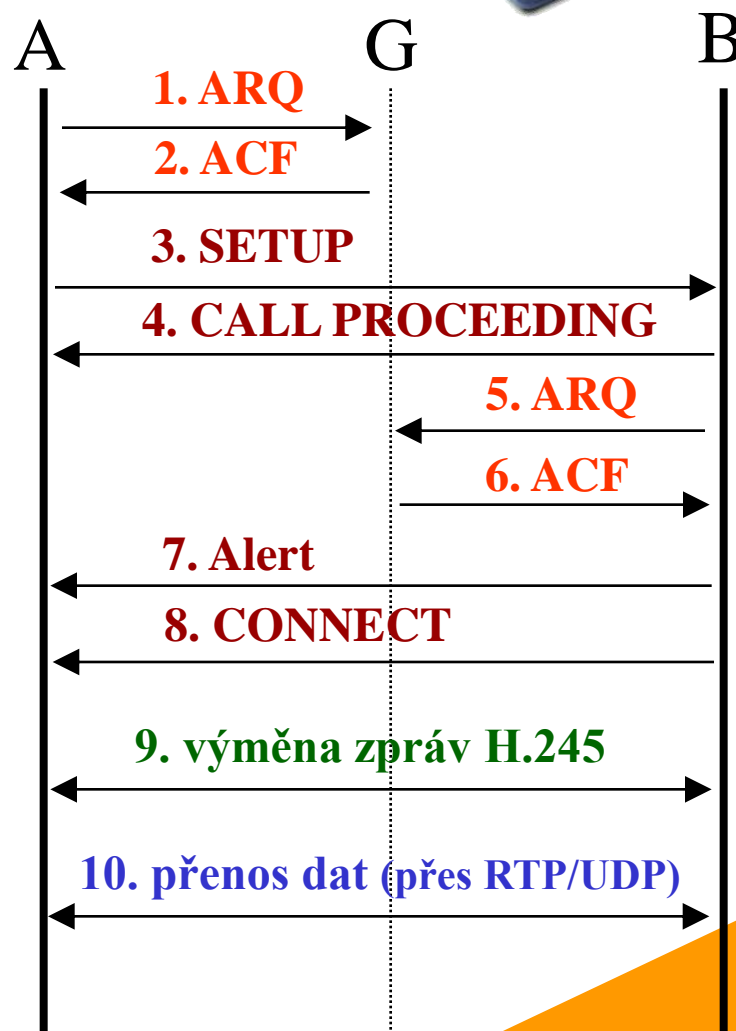 A G B
1. ARQ
2. ACF
3. SETUP
4. CALL PROCEEDING
5. ARQ
6. ACF
7. Alert
8. CONNECT
9. výměna zpráv H.245
10. přenos dat (přes RTP/UDP)